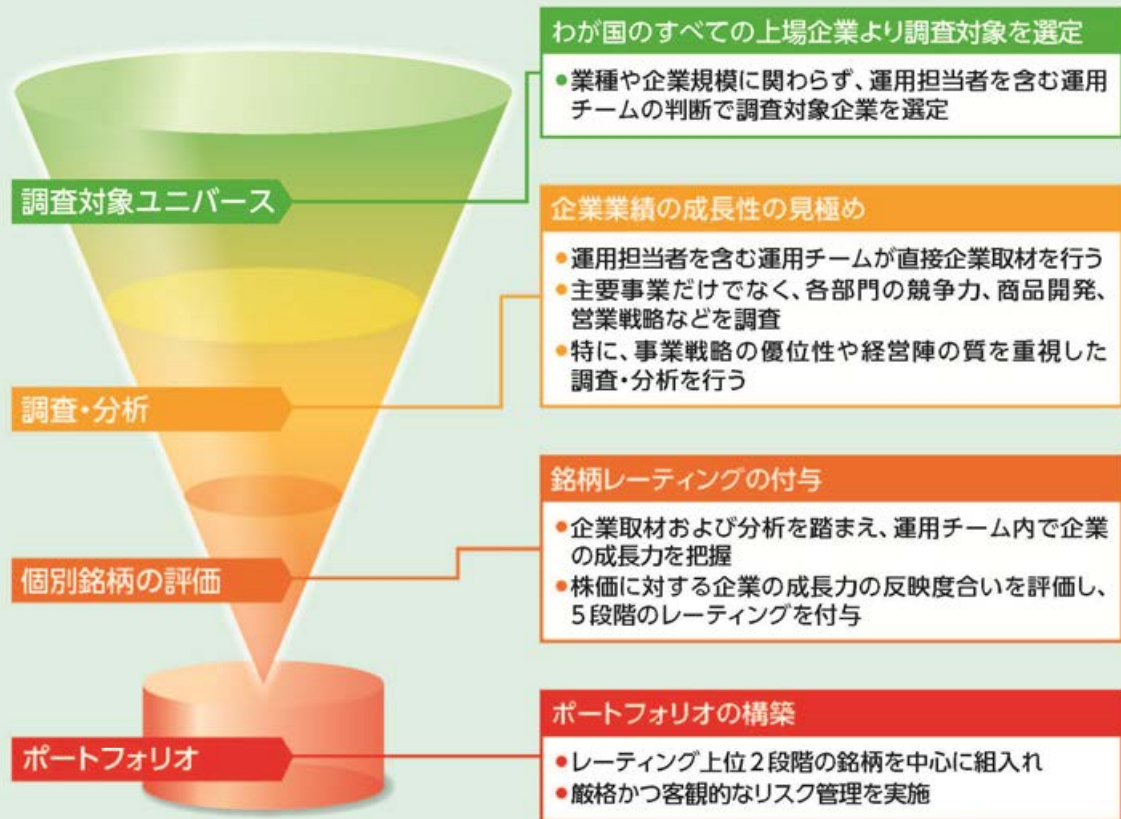 わが国のすべての上場企業より調査対象を選定
●業種や企業規模に関わらず、運用担当者を含む運用
チームの判断で調査対象企業を選定
調査対象ユニバース
企業業績の成長性の見極め
●運用担当者を含む運用チームが直接企業取材を行う
●主要事業だけでなく、各部門の競争力、商品開発、
営業戦略などを調査
●特に、事業戦略の優位性や経営陣の質を重視した
調査・分析を行う
調査・分析
銘柄レーティングの付与
●企業取材および分析を踏まえ、運用チーム内で企業
の成長力を把握
●株価に対する企業の成長力の反映度合いを評価し、
5段階のレーティングを付与
個別銘柄の評価
ポートフォリオの構築
●レーティング上位2段階の銘柄を中心に組入れ
●厳格かつ客観的なリスク管理を実施
ポートフォリオ